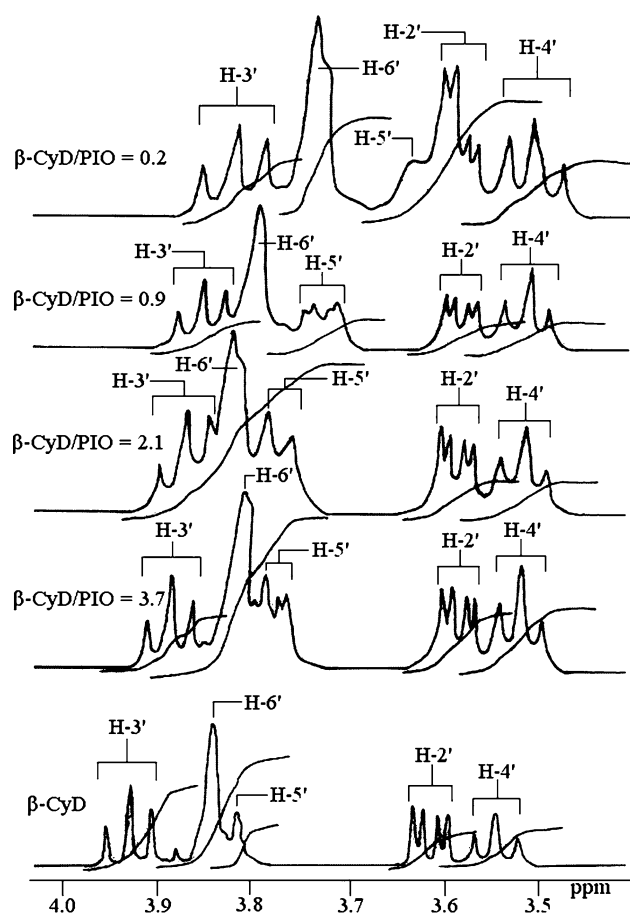 H-2'
H-4'
H-6'
H-3'
H-5'
β-CyD/PIO = 0.2
H-6'
H-3'
H-5'
H-2'
H-4'
β-CyD/PIO = 0.9
H-6'
H-3'
H-5'
H-2'
H-4'
β-CyD/PIO = 2.1
H-6'
H-3'
H-5'
H-2'
H-4'
β-CyD/PIO = 3.7
H-6'
H-3'
H-5'
H-2'
H-4'
β-CyD
4.0 3.9 3.8 3.7 3.6 3.5 ppm